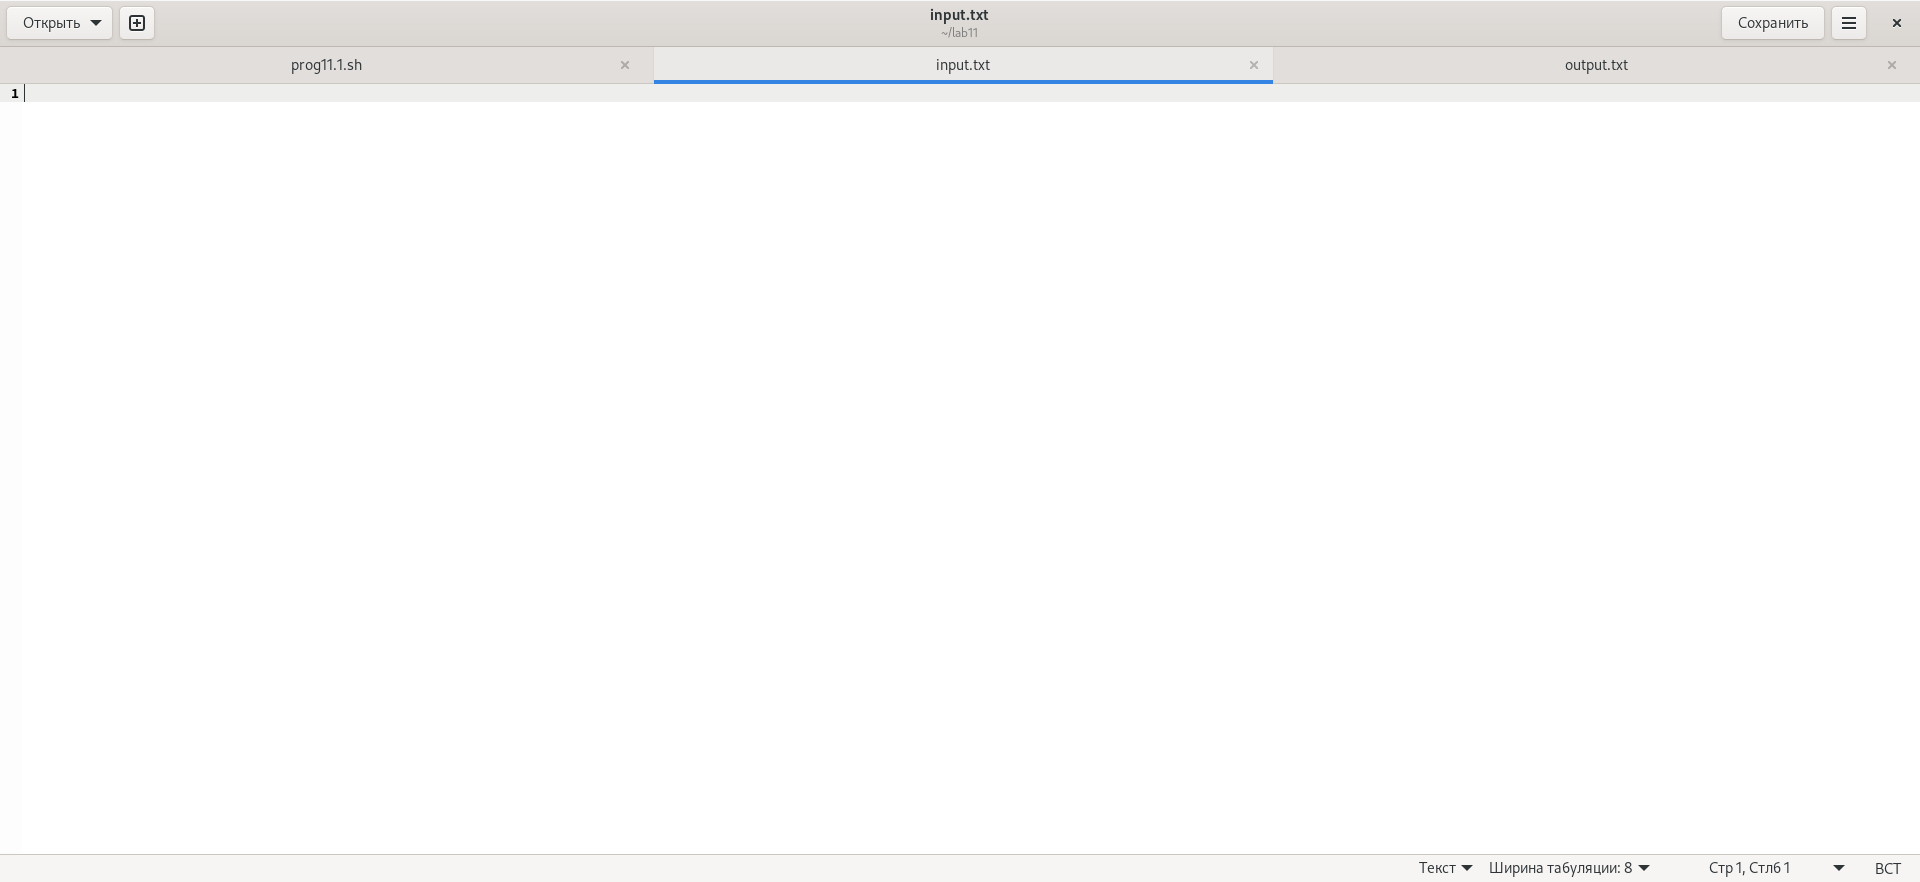 Открыть
input.txt
~/lab11
Сохранить
prog11.1.sh
input.txt
output.txt
1
Текст Ширина табуляции: 8 Стр 1, Стлб 1 ВСТ